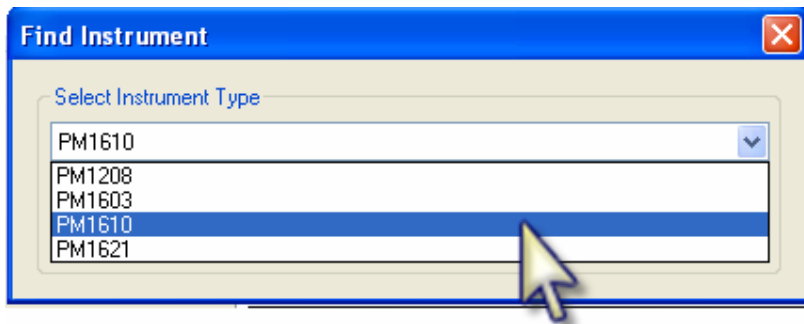 Find Instrument
Select Instrument Type
PM1610
PM1208
PM1603
PM1610
PM1621